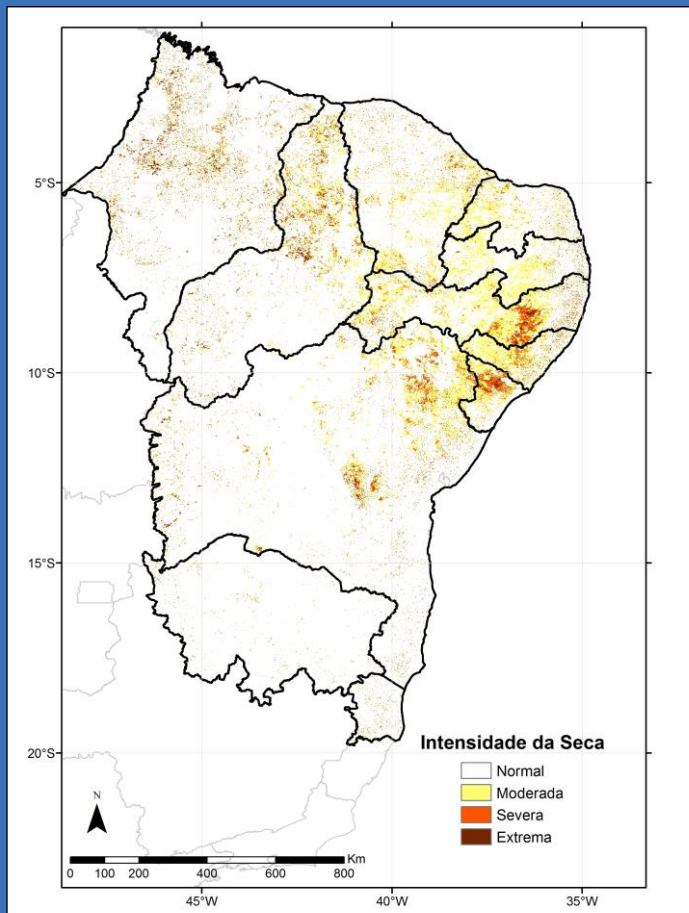 5°S
10°S
15°S
20°S
Intensidade da Seca
Normal
Moderada
Severa
Extrema
N
Km
0 100 200 400 600 800
45°W 40°W 35°W